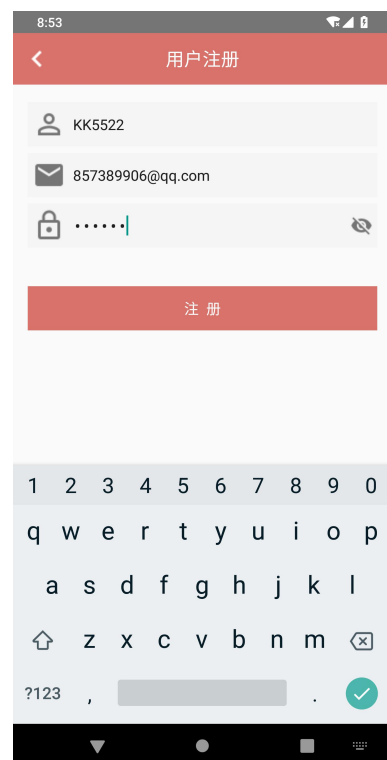 8:53
用户注册
KK5522
857389906@qq.com
••••••
注 册
1 2 3 4 5 6 7 8 9 0
q w e r t y u i o p
a s d f g h j k l
z x c v b n m
?123 , .